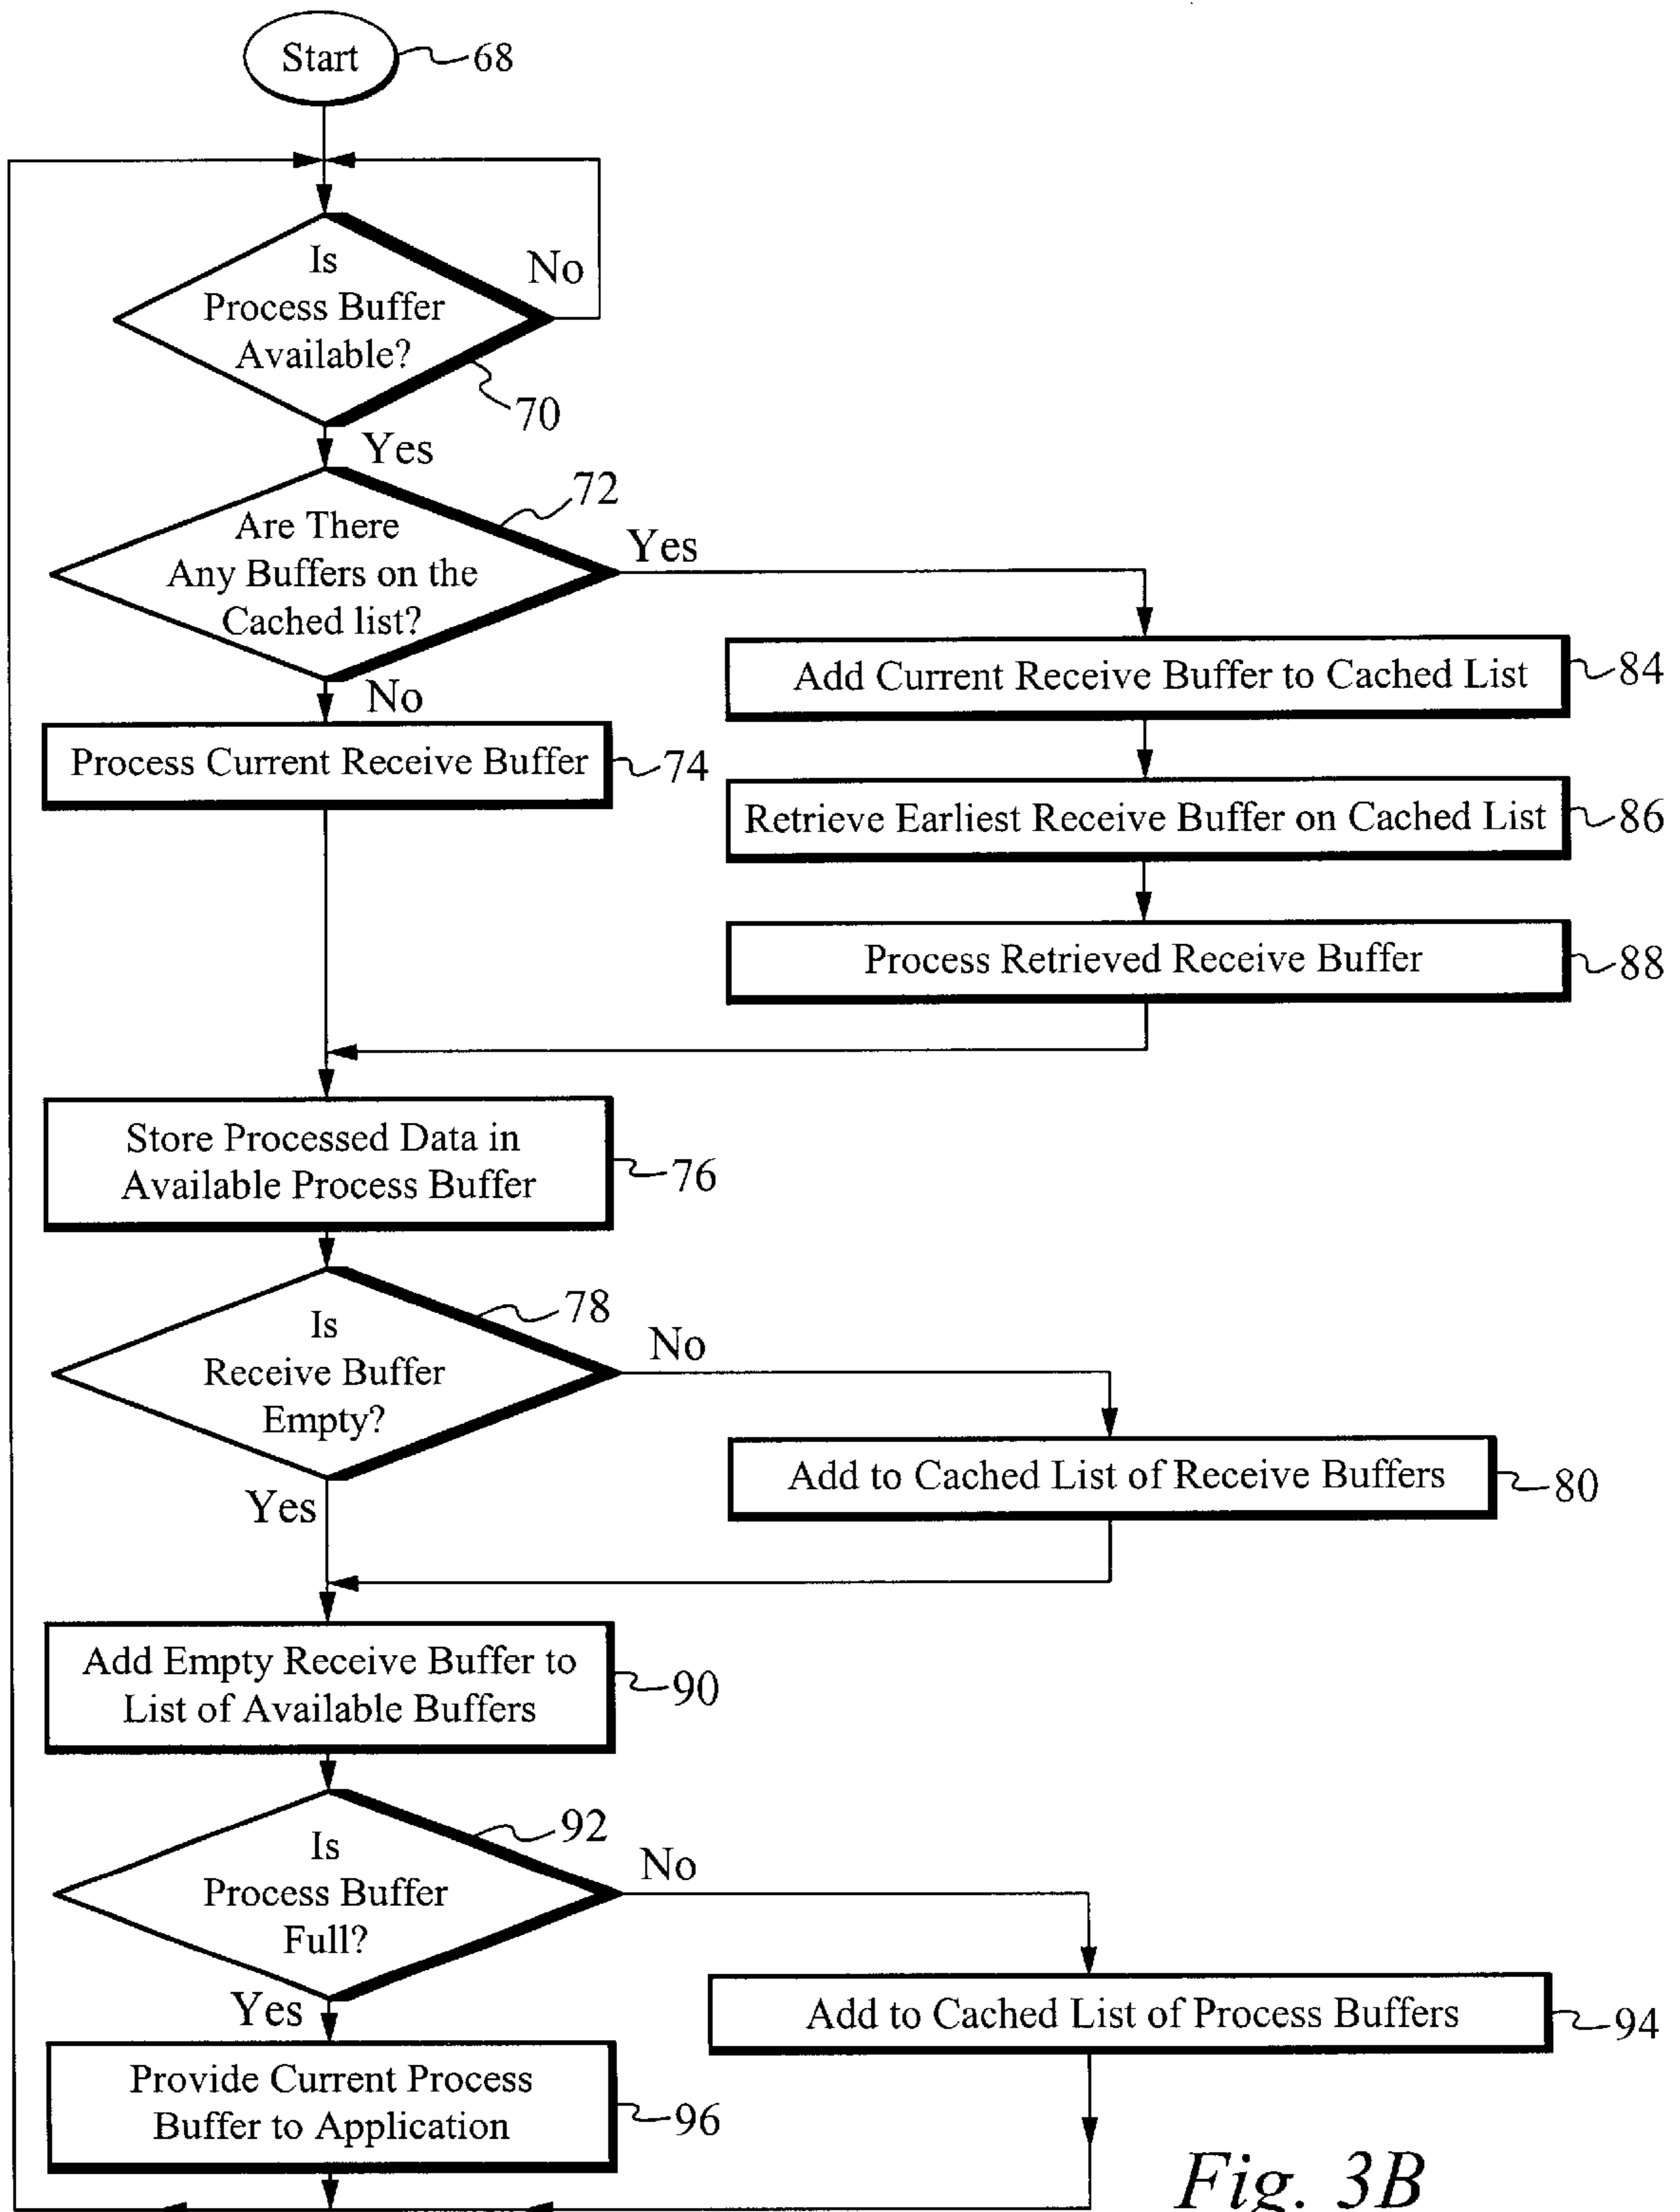 Start
68
Is
Process Buffer
Available?
No
70
Yes
72
Are There
Any Buffers on the
Cached list?
Yes
No
Add Current Receive Buffer to Cached List
84
Process Current Receive Buffer
74
Retrieve Earliest Receive Buffer on Cached List
86
Process Retrieved Receive Buffer
88
Store Processed Data in
Available Process Buffer
76
78
Is
Receive Buffer
Empty?
No
Add to Cached List of Receive Buffers
80
Yes
Add Empty Receive Buffer to
List of Available Buffers
90
92
Is
Process Buffer
Full?
No
Yes
Add to Cached List of Process Buffers
94
Provide Current Process
Buffer to Application
96
Fig. 3B